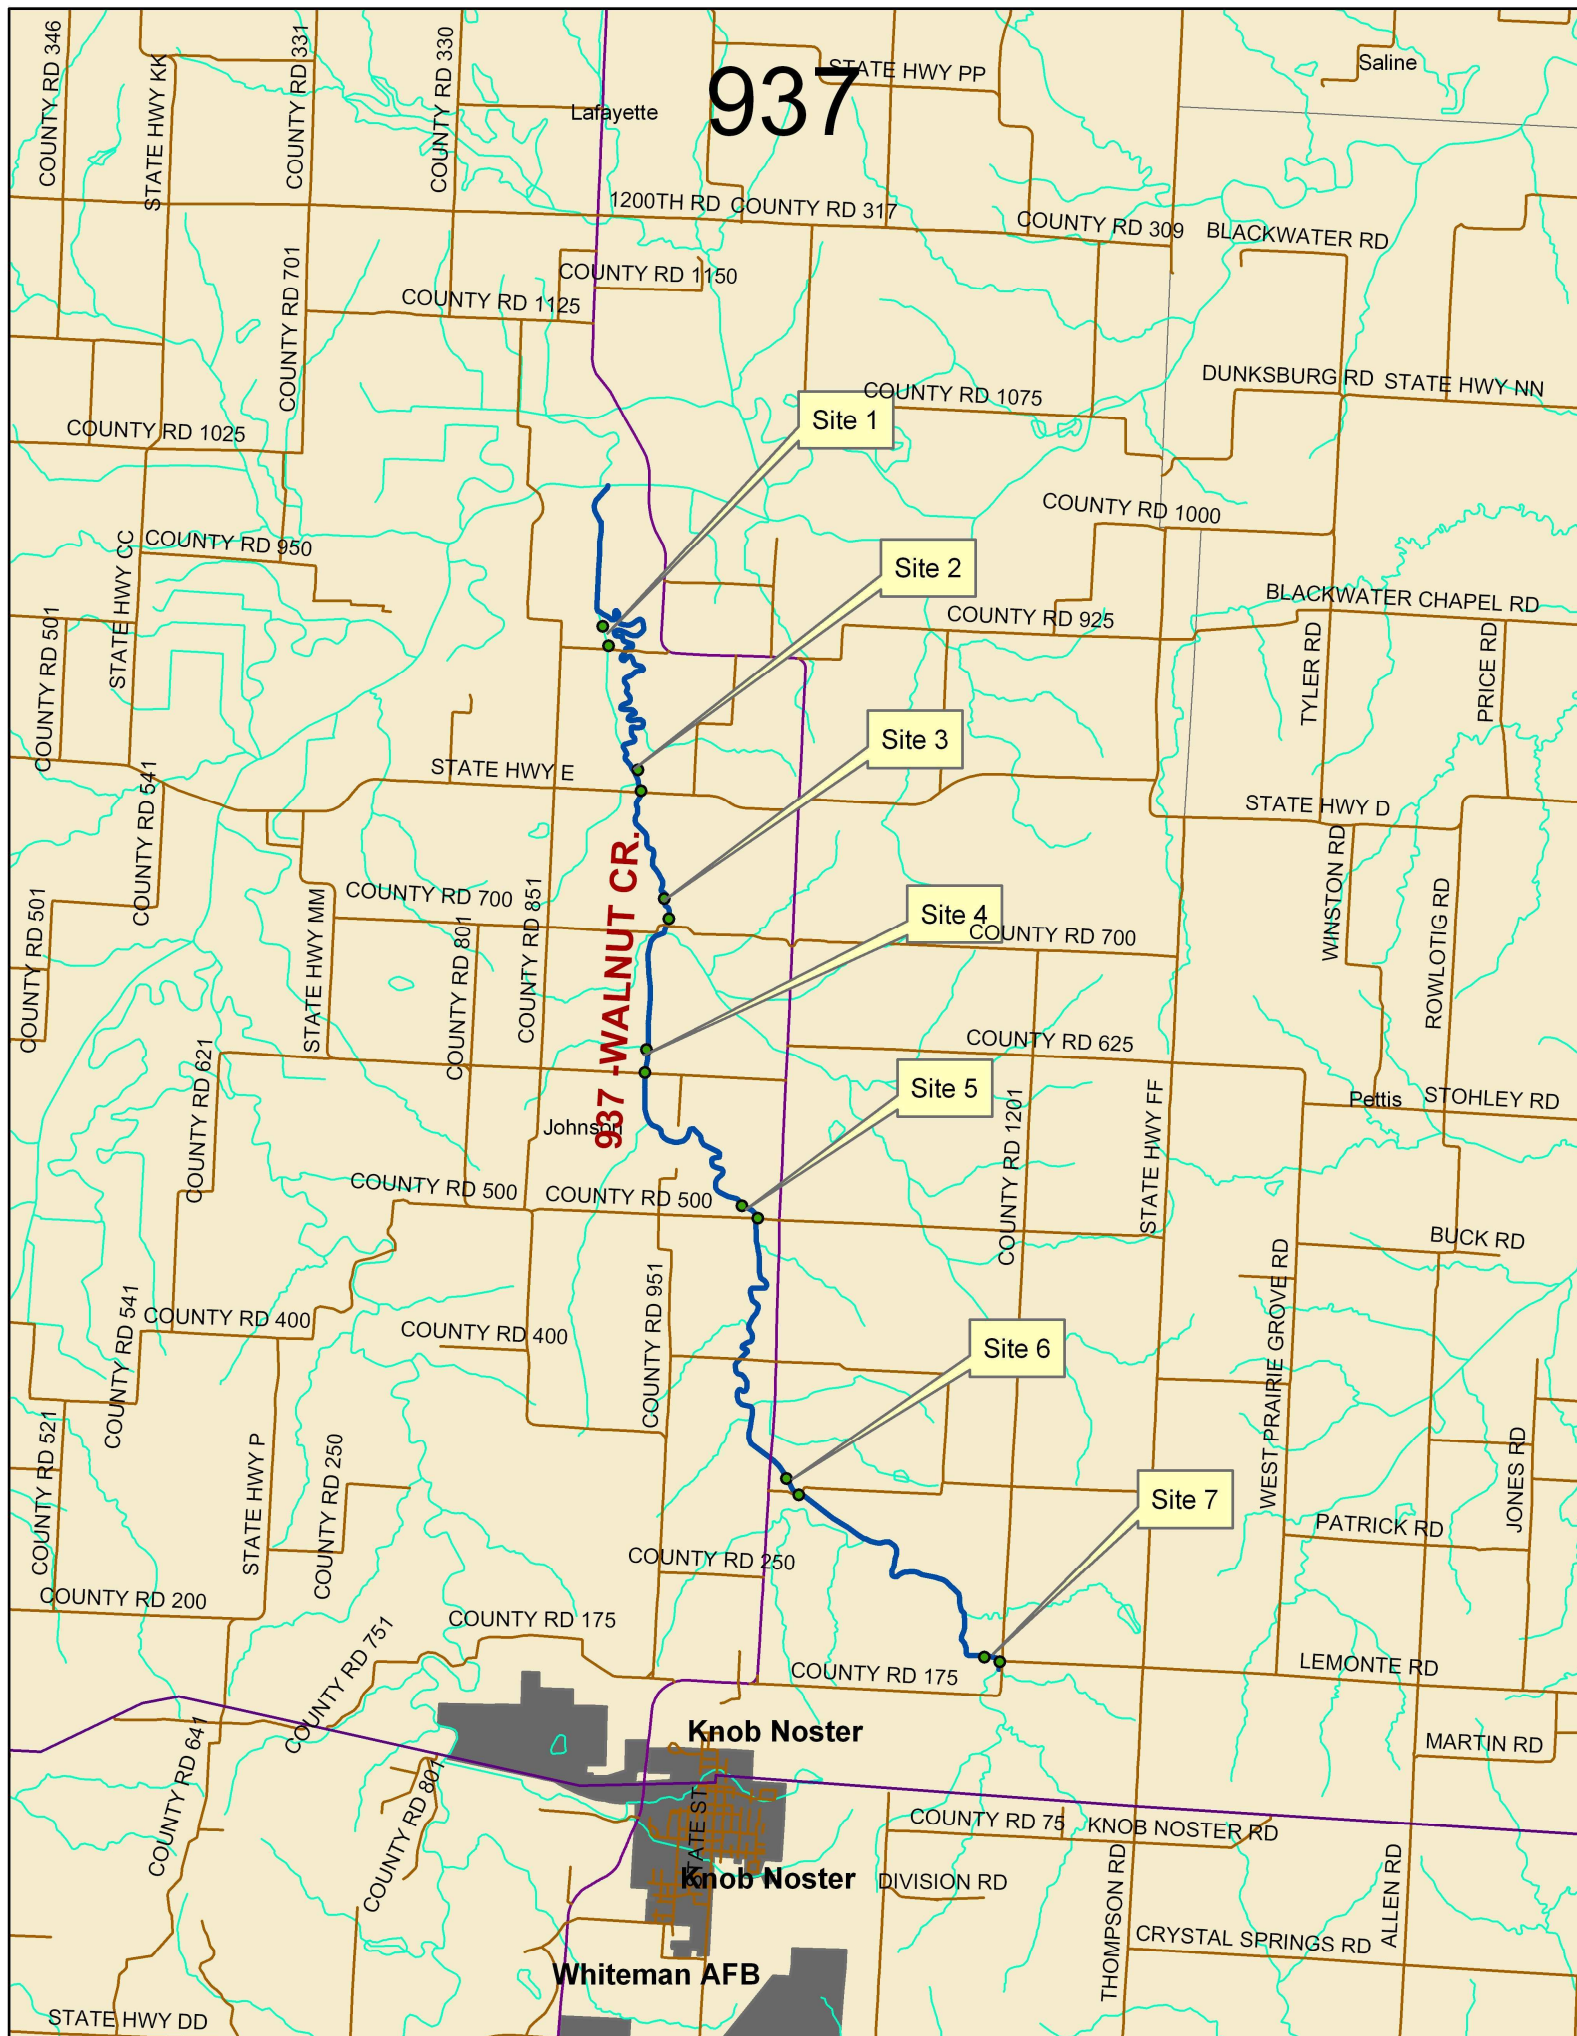 937
COUNTY RD 346
STATE HWY KK
COUNTY RD 331
COUNTY RD 330
Lafayette
STATE HWY PP
Saline
1200TH RD
COUNTY RD 317
COUNTY RD 309
BLACKWATER RD
COUNTY RD 701
COUNTY RD 1150
COUNTY RD 1125
COUNTY RD 1075
DUNKSBURG RD
STATE HWY NN
Site 1
COUNTY RD 1025
COUNTY RD 1000
COUNTY RD 950
STATE HWY CC
Site 2
COUNTY RD 925
BLACKWATER CHAPEL RD
COUNTY RD 501
TYLER RD
PRICE RD
Site 3
STATE HWY E
COUNTY RD 541
STATE HWY D
WINSTON RD
COUNTY RD 501
STATE HWY MM
COUNTY RD 700
COUNTY RD 801
COUNTY RD 851
937 -WALNUT CR.
Site 4
COUNTY RD 700
ROWLOTIG RD
COUNTY RD 625
COUNTY RD 621
Site 5
COUNTY RD 1201
STATE HWY FF
Pettis
STOHLEY RD
Johnson
COUNTY RD 500
COUNTY RD 500
BUCK RD
COUNTY RD 541
COUNTY RD 400
COUNTY RD 400
COUNTY RD 951
WEST PRAIRIE GROVE RD
Site 6
COUNTY RD 521
STATE HWY P
COUNTY RD 250
Site 7
JONES RD
PATRICK RD
COUNTY RD 250
COUNTY RD 200
COUNTY RD 751
COUNTY RD 175
COUNTY RD 175
LEMONTE RD
COUNTY RD 641
Knob Noster
MARTIN RD
COUNTY RD 801
STATE ST
COUNTY RD 75
KNOB NOSTER RD
Knob Noster
DIVISION RD
THOMPSON RD
ALLEN RD
CRYSTAL SPRINGS RD
Whiteman AFB
STATE HWY DD